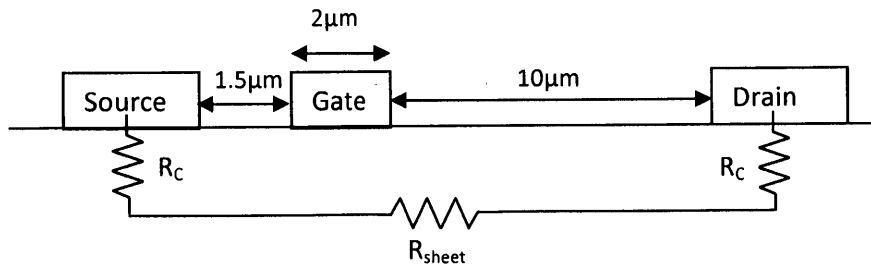 2μm
1.5μm
10μm
Source
Gate
Drain
R_C
R_C
R_sheet